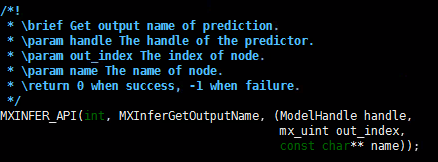 /*!
 * \brief Get output name of prediction.
 * \param handle The handle of the predictor.
 * \param out_index The index of node.
 * \param name The name of node.
 * \return 0 when success, -1 when failure.
 */
MXINFER_API(int, MXInferGetOutputName, (ModelHandle handle,
                                        mx_uint out_index,
                                        const char** name));